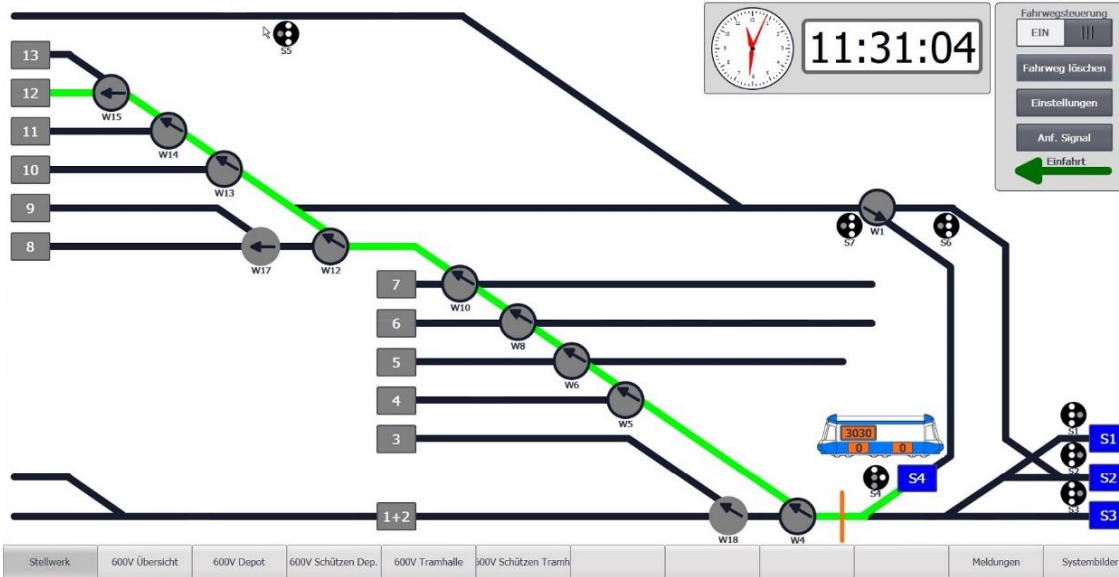 S5
11:31:04
Fahrwegsteuerung
EIN
Fahrweg löschen
Einstellungen
Anf. Signal
Einfahrt
13
12
W15
11
W14
10
W13
9
8
W17
W12
S7
W1
S6
7
W10
6
W8
5
W6
4
W5
3
3030
0 0
S4
S4
S1
S1
S2
S2
S3
S3
1+2
W18
W4
Stellwerk
600V Übersicht
600V Depot
600V Schützen Dep.
600V Tramhalle
600V Schützen Tramh
Meldungen
Systembilder